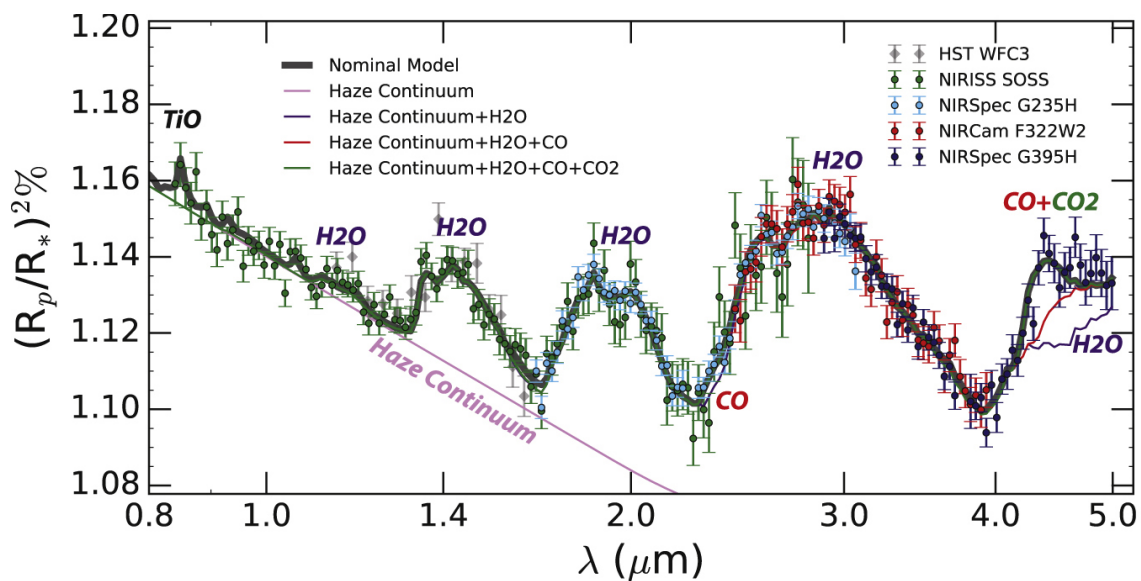 1.20
1.18
1.16
1.14
1.12
1.10
1.08
(R_p/R_*)^2%
Nominal Model
Haze Continuum
Haze Continuum+H2O
Haze Continuum+H2O+CO
Haze Continuum+H2O+CO+CO2
HST WFC3
NIRISS SOSS
NIRSpec G235H
NIRCam F322W2
NIRSpec G395H
TiO
H2O
H2O
H2O
H2O
CO+CO2
Haze Continuum
CO
H2O
0.8
1.0
1.4
2.0
3.0
4.0
5.0
λ (μm)